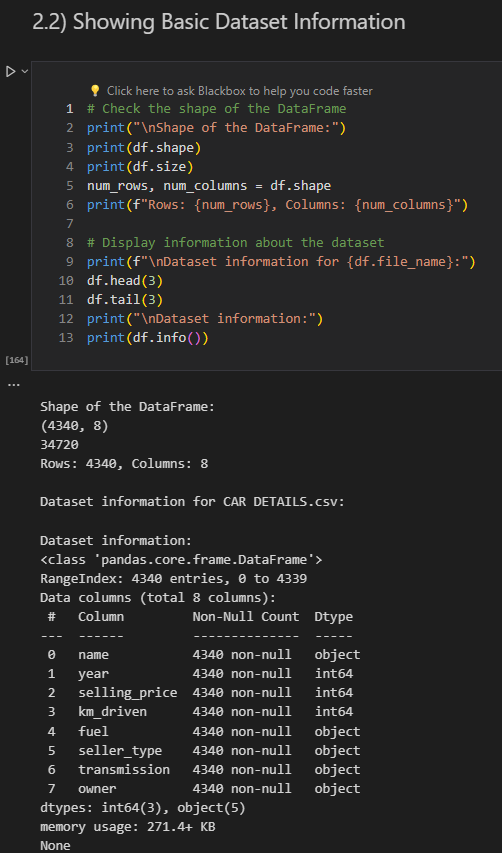 2.2) Showing Basic Dataset Information
Click here to ask Blackbox to help you code faster
1 # Check the shape of the DataFrame
2 print("\nShape of the DataFrame:")
3 print(df.shape)
4 print(df.size)
5 num_rows, num_columns = df.shape
6 print(f"Rows: {num_rows}, Columns: {num_columns}")
7
8 # Display information about the dataset
9 print(f"\nDataset information for {df.file_name}:")
10 df.head(3)
11 df.tail(3)
12 print("\nDataset information:")
13 print(df.info())
[164]
...
Shape of the DataFrame:
(4340, 8)
34720
Rows: 4340, Columns: 8

Dataset information for CAR DETAILS.csv:

Dataset information:
<class 'pandas.core.frame.DataFrame'>
RangeIndex: 4340 entries, 0 to 4339
Data columns (total 8 columns):
 #   Column         Non-Null Count  Dtype
---  ------         --------------  -----
 0   name           4340 non-null   object
 1   year           4340 non-null   int64
 2   selling_price  4340 non-null   int64
 3   km_driven      4340 non-null   int64
 4   fuel           4340 non-null   object
 5   seller_type    4340 non-null   object
 6   transmission   4340 non-null   object
 7   owner          4340 non-null   object
dtypes: int64(3), object(5)
memory usage: 271.4+ KB
None